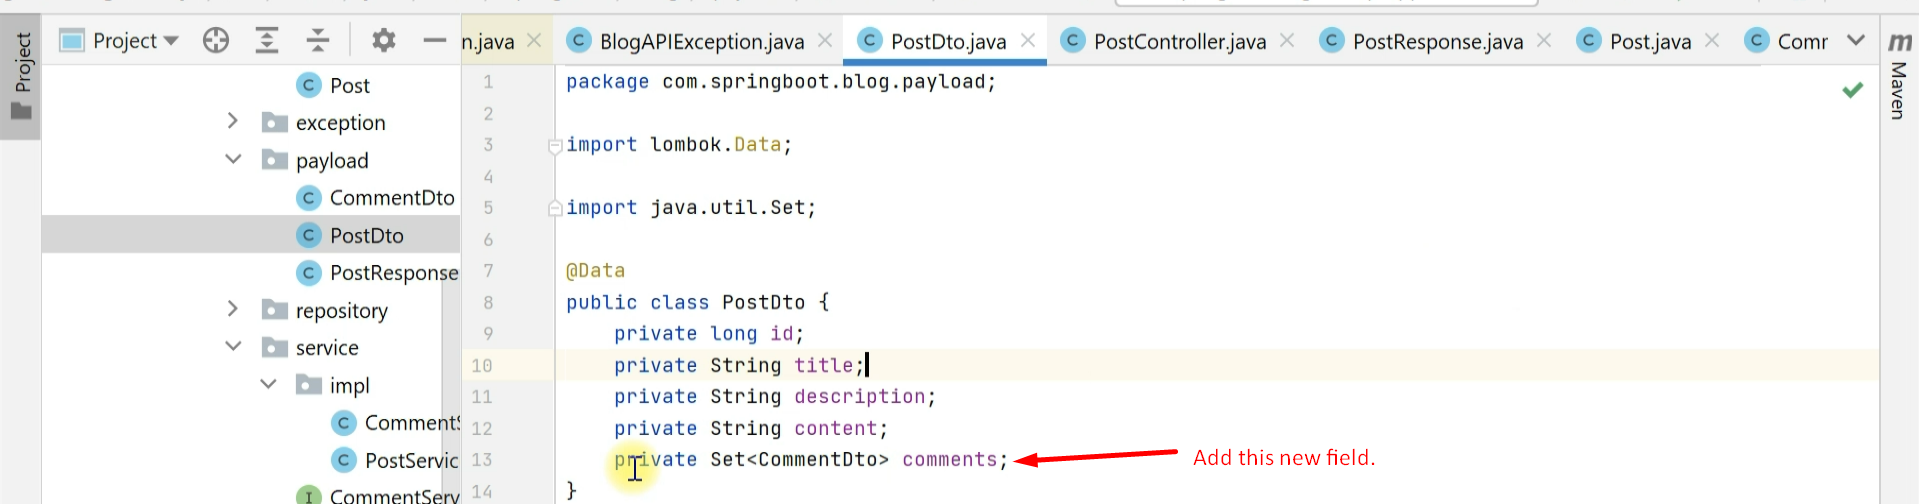 Project
Project
n.java
BlogAPIException.java
PostDto.java
PostController.java
PostResponse.java
Post.java
Comr
m
Maven
Post
exception
payload
CommentDto
PostDto
PostResponse
repository
service
impl
Comment
PostServic
CommentServ
1 package com.springboot.blog.payload;
2
3 import lombok.Data;
4
5 import java.util.Set;
6
7 @Data
8 public class PostDto {
9 private long id;
10 private String title;
11 private String description;
12 private String content;
13 private Set<CommentDto> comments;
14 }
Add this new field.